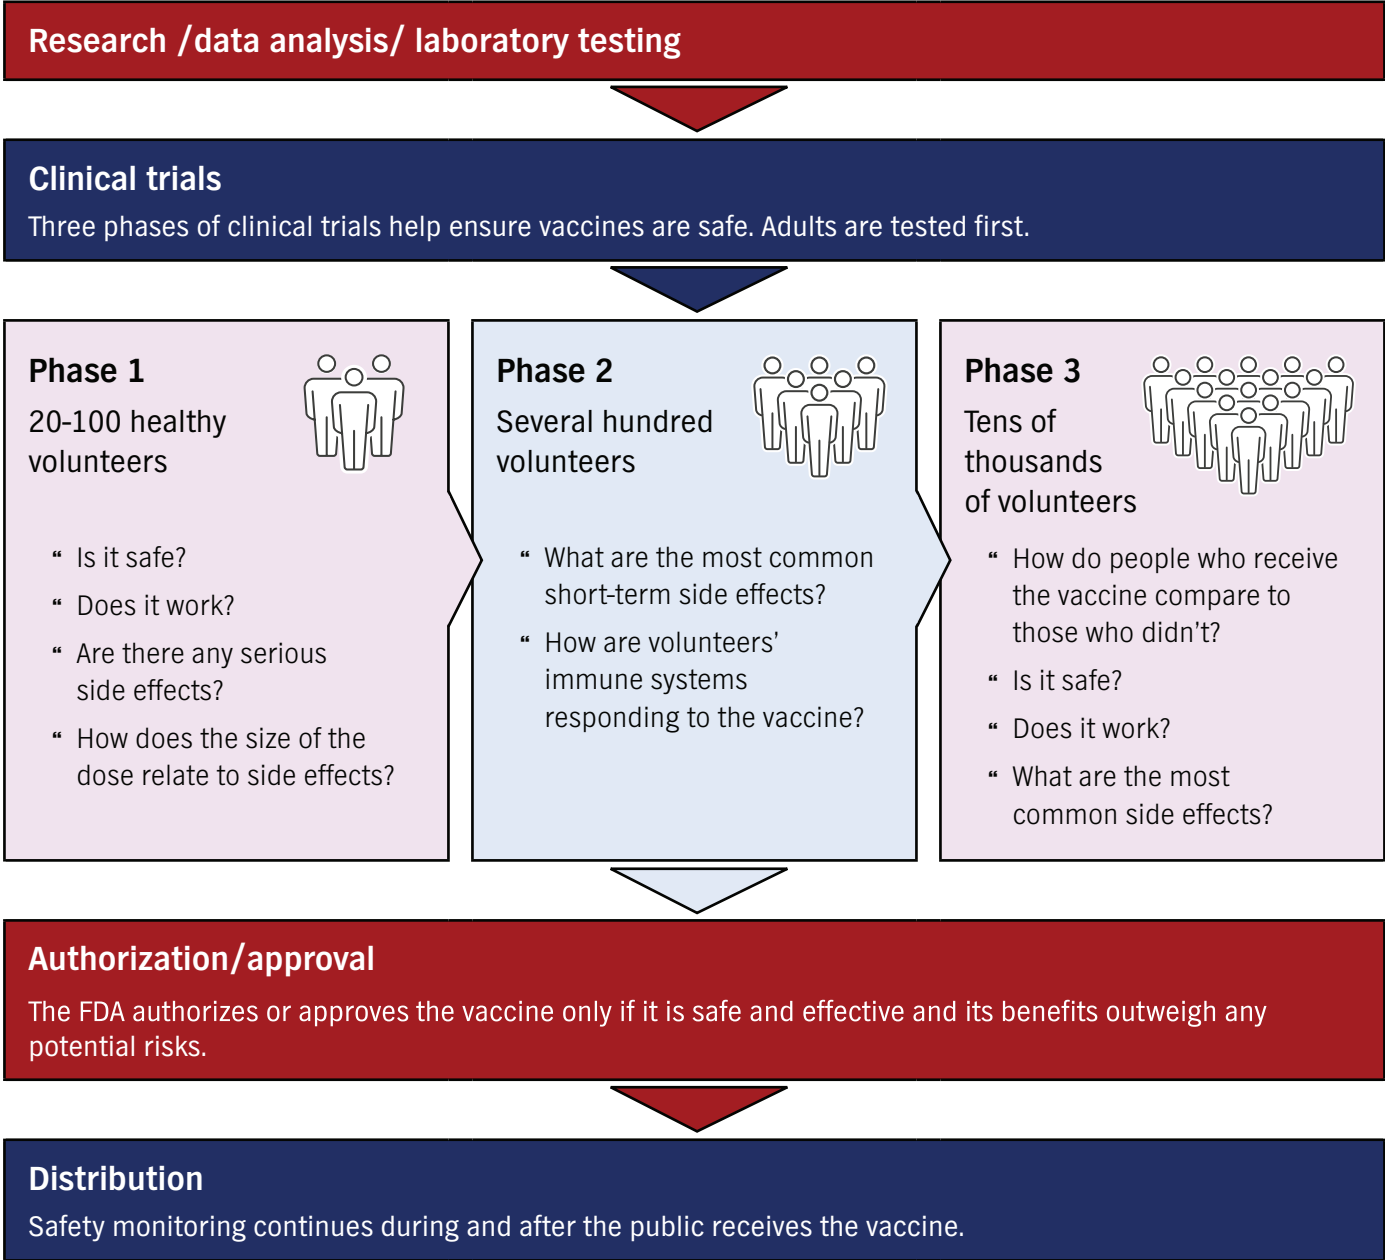 Research /data analysis/ laboratory testing
Clinical trials
Three phases of clinical trials help ensure vaccines are safe. Adults are tested first.
Phase 1
20-100 healthy
volunteers
“ Is it safe?
“ Does it work?
“ Are there any serious
side effects?
“ How does the size of the
dose relate to side effects?
Phase 2
Several hundred
volunteers
“ What are the most common
short-term side effects?
“ How are volunteers’
immune systems
responding to the vaccine?
Phase 3
Tens of
thousands
of volunteers
“ How do people who receive
the vaccine compare to
those who didn't?
“ Is it safe?
“ Does it work?
“ What are the most
common side effects?
Authorization/approval
The FDA authorizes or approves the vaccine only if it is safe and effective and its benefits outweigh any
potential risks.
Distribution
Safety monitoring continues during and after the public receives the vaccine.